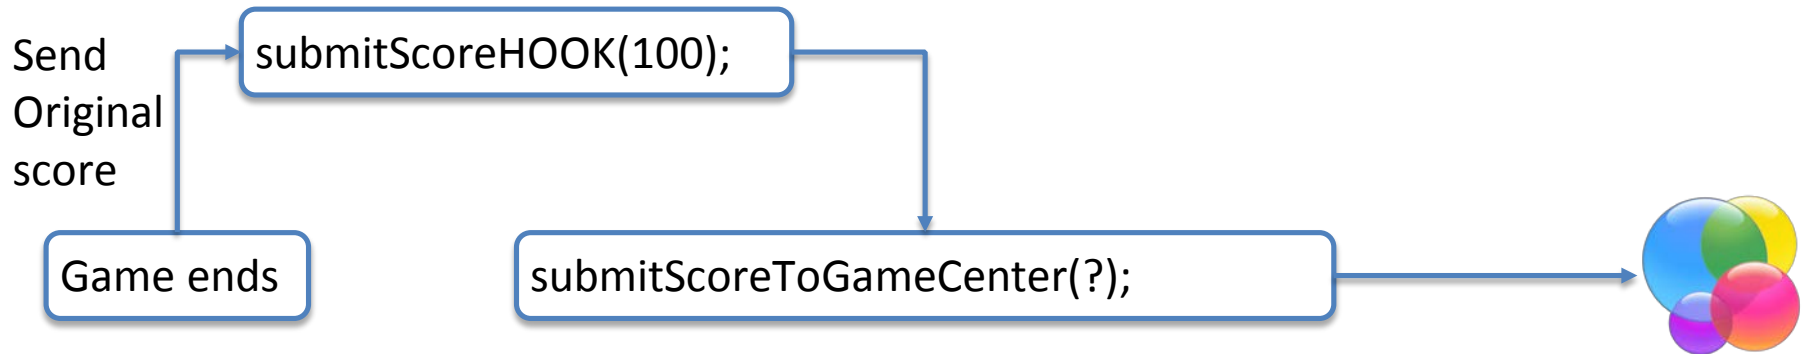 Send
Original
score
submitScoreHOOK(100);
Game ends
submitScoreToGameCenter(?);